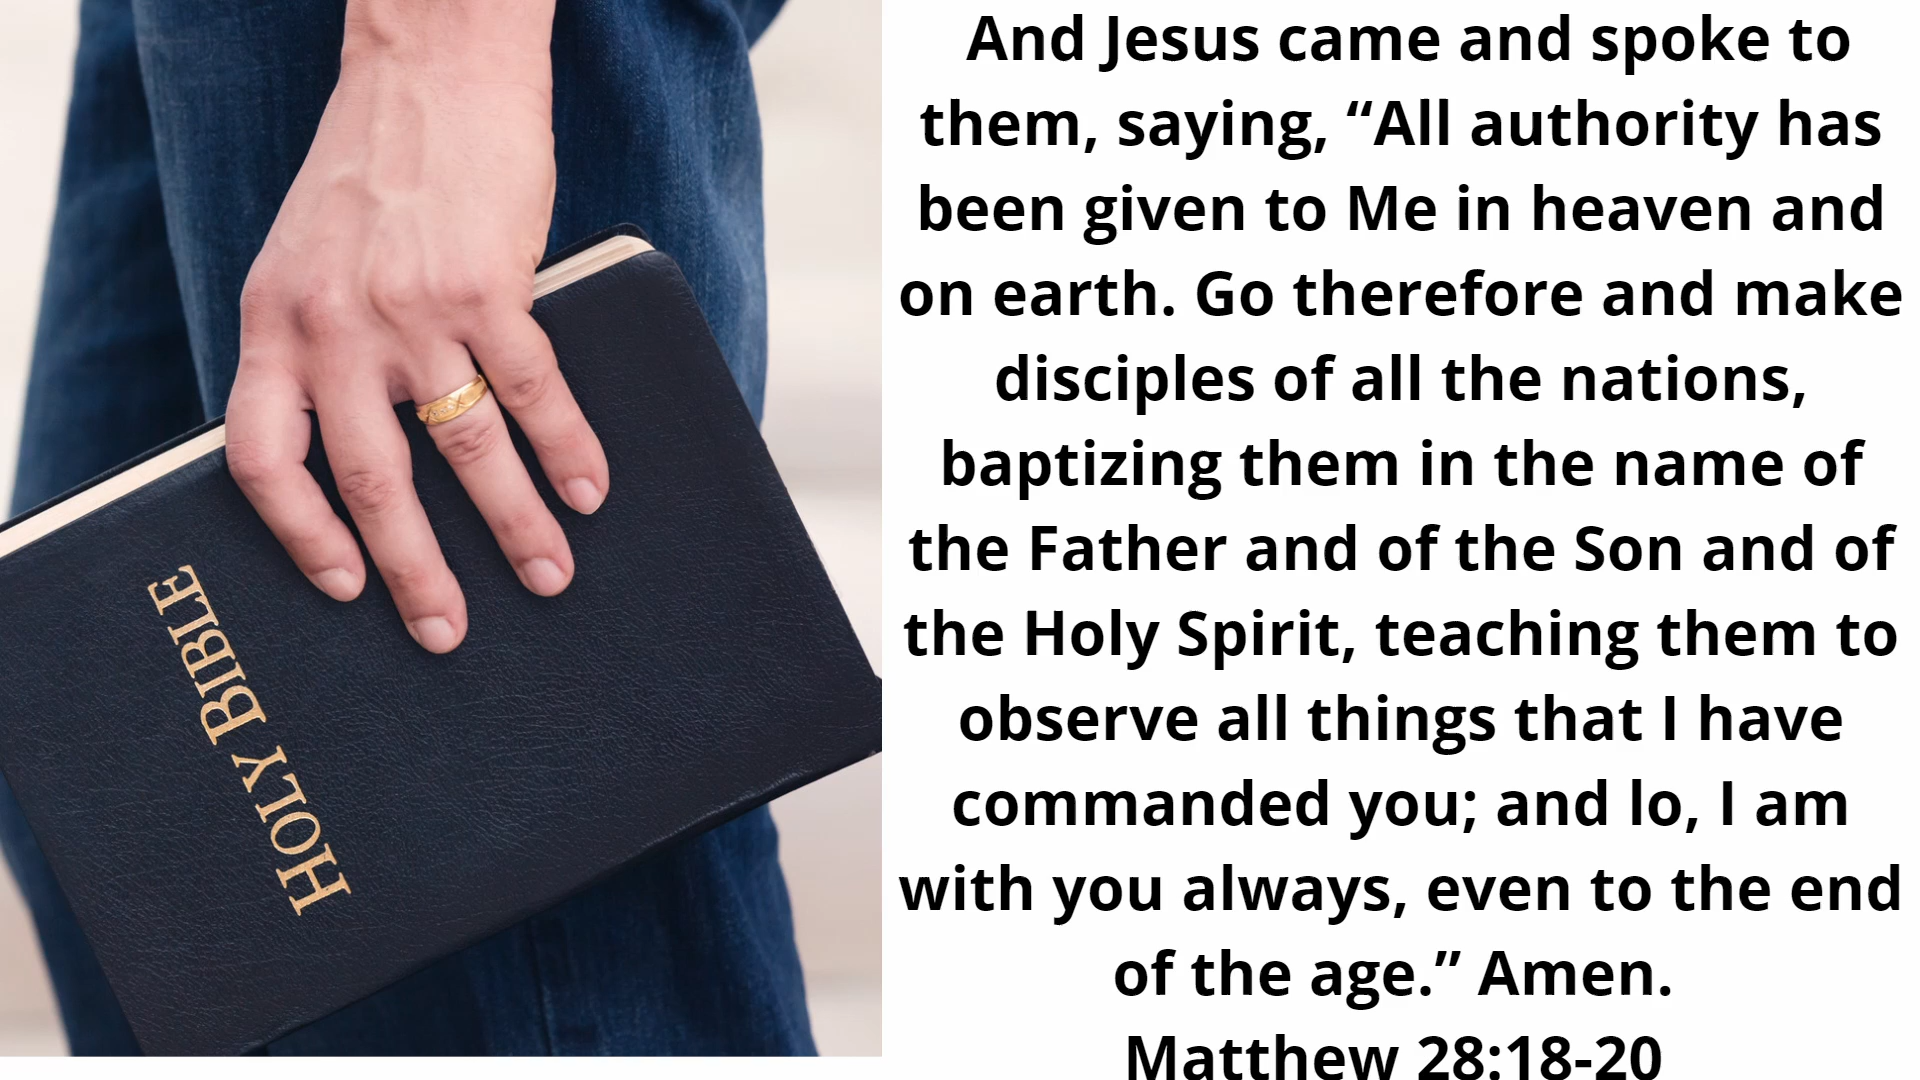 HOLY BIBLE
And Jesus came and spoke to
them, saying, “All authority has
been given to Me in heaven and
on earth. Go therefore and make
disciples of all the nations,
baptizing them in the name of
the Father and of the Son and of
the Holy Spirit, teaching them to
observe all things that I have
commanded you; and lo, I am
with you always, even to the end
of the age.” Amen.
Matthew 28:18-20